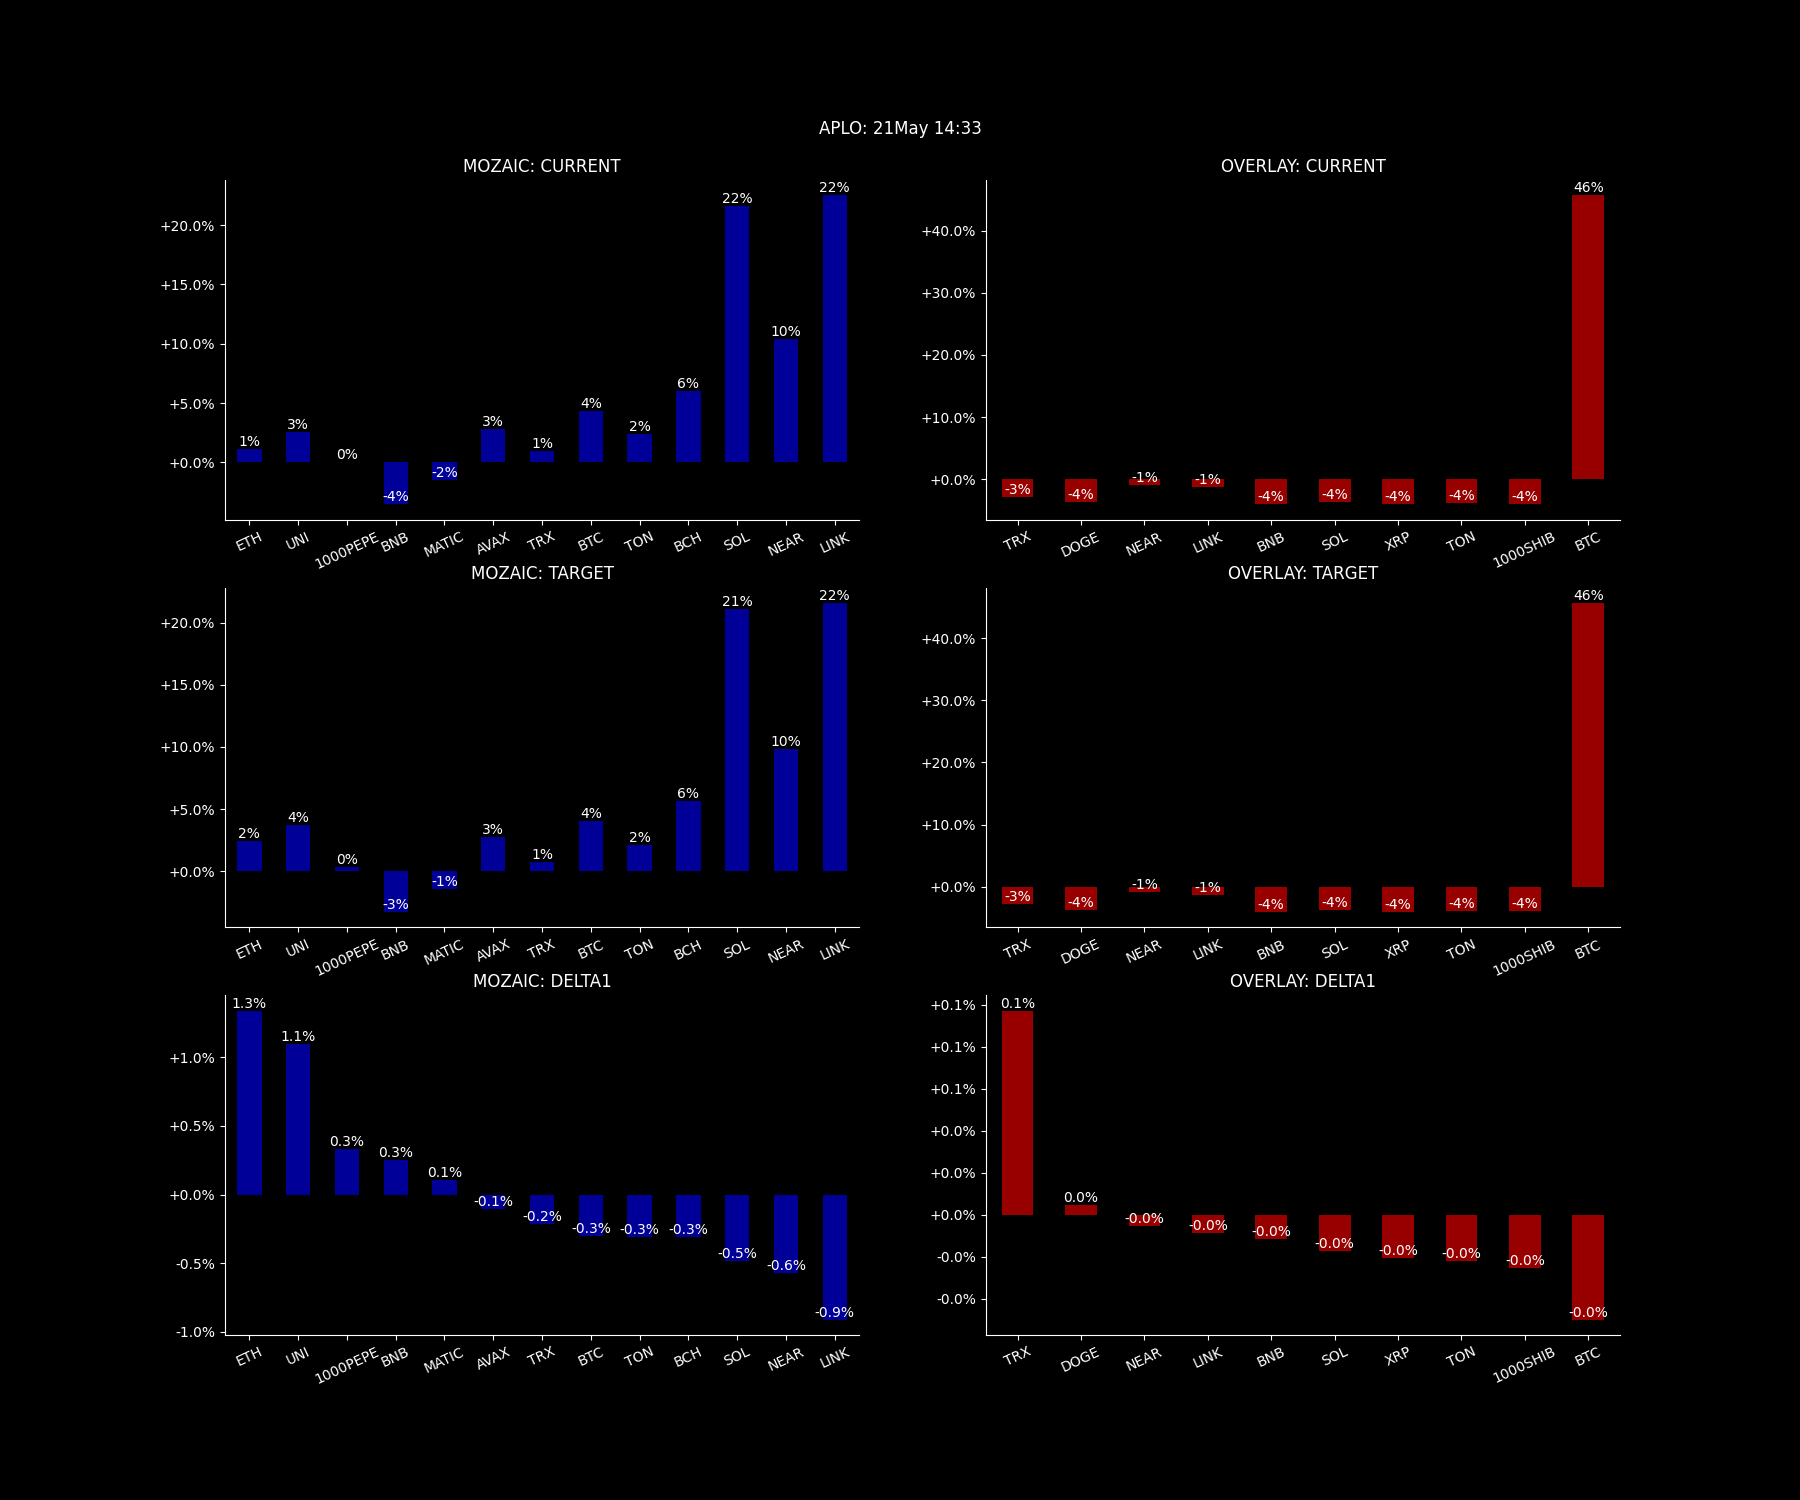 APLO: 21May 14:33
MOZAIC: CURRENT
+20.0%
+15.0%
+10.0%
+5.0%
+0.0%
1% 3% 0% -4% -2% 3% 1% 4% 2% 6% 22% 10% 22%
ETH UNI 1000PEPE BNB MATIC AVAX TRX BTC TON BCH SOL NEAR LINK
OVERLAY: CURRENT
+40.0%
+30.0%
+20.0%
+10.0%
+0.0%
-3% -4% -1% -1% -4% -4% -4% -4% -4% 46%
TRX DOGE NEAR LINK BNB SOL XRP TON 1000SHIB BTC
MOZAIC: TARGET
+20.0%
+15.0%
+10.0%
+5.0%
+0.0%
2% 4% 0% -3% -1% 3% 1% 4% 2% 6% 21% 10% 22%
ETH UNI 1000PEPE BNB MATIC AVAX TRX BTC TON BCH SOL NEAR LINK
OVERLAY: TARGET
+40.0%
+30.0%
+20.0%
+10.0%
+0.0%
-3% -4% -1% -1% -4% -4% -4% -4% -4% 46%
TRX DOGE NEAR LINK BNB SOL XRP TON 1000SHIB BTC
MOZAIC: DELTA1
+1.0%
+0.5%
+0.0%
-0.5%
-1.0%
1.3% 1.1% 0.3% 0.3% 0.1% -0.1% -0.2% -0.3% -0.3% -0.3% -0.5% -0.6% -0.9%
ETH UNI 1000PEPE BNB MATIC AVAX TRX BTC TON BCH SOL NEAR LINK
OVERLAY: DELTA1
+0.1%
+0.1%
+0.1%
+0.0%
+0.0%
+0.0%
-0.0%
-0.0%
0.1% 0.0% -0.0% -0.0% -0.0% -0.0% -0.0% -0.0% -0.0% -0.0%
TRX DOGE NEAR LINK BNB SOL XRP TON 1000SHIB BTC